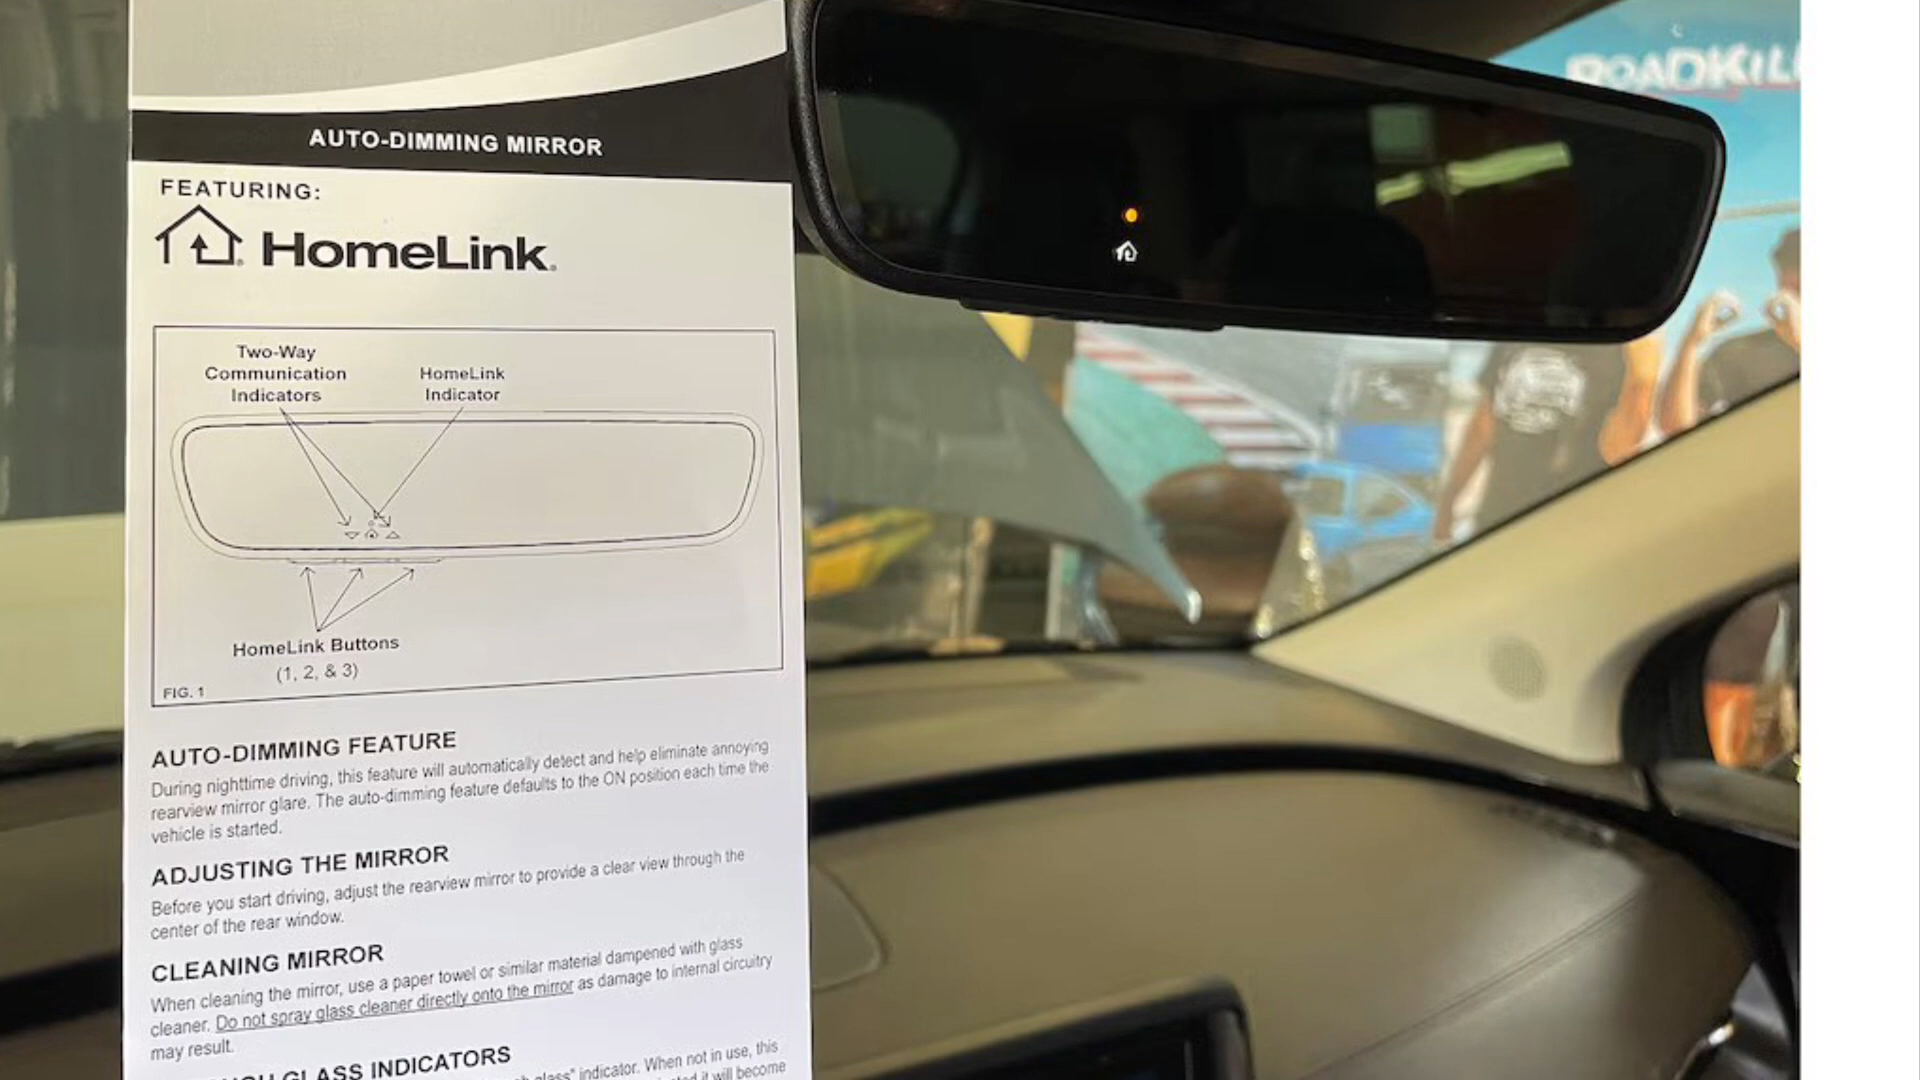 AUTO-DIMMING MIRROR
FEATURING:
HomeLink
Two-Way
Communication
Indicators
HomeLink
Indicator
HomeLink Buttons
(1, 2, & 3)
FIG. 1
AUTO-DIMMING FEATURE
During nighttime driving, this feature will automatically detect and help eliminate annoying
rearview mirror glare. The auto-dimming feature defaults to the ON position each time the
vehicle is started.
ADJUSTING THE MIRROR
Before you start driving, adjust the rearview mirror to provide a clear view through the
center of the rear window.
CLEANING MIRROR
When cleaning the mirror, use a paper towel or similar material dampened with glass
cleaner. Do not spray glass cleaner directly onto the mirror as damage to internal circuitry
may result.
GLASS INDICATORS
glass" indicator. When not in use, this
it will become
ROADKILL